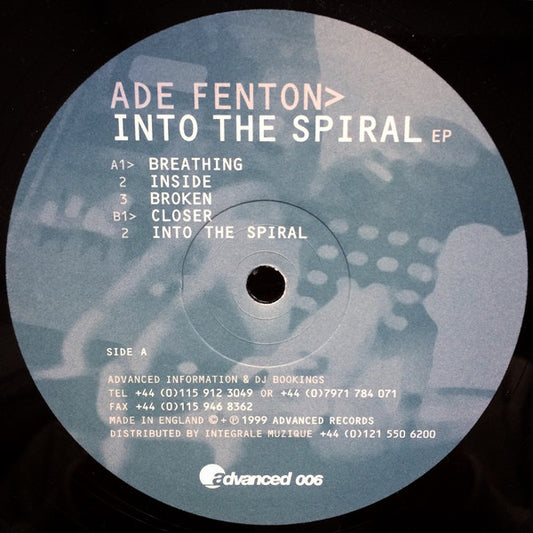 ADE FENTON>
INTO THE SPIRAL EP
A1> BREATHING
2 INSIDE
3 BROKEN
B1> CLOSER
2 INTO THE SPIRAL
SIDE A
ADVANCED INFORMATION & DJ BOOKINGS
TEL +44 (0)115 912 3049 OR +44 (0)7971 784 071
FAX +44 (0)115 946 8362
MADE IN ENGLAND © + ℗ 1999 ADVANCED RECORDS
DISTRIBUTED BY INTEGRALE MUZIQUE +44 (0)121 550 6200
advanced 006